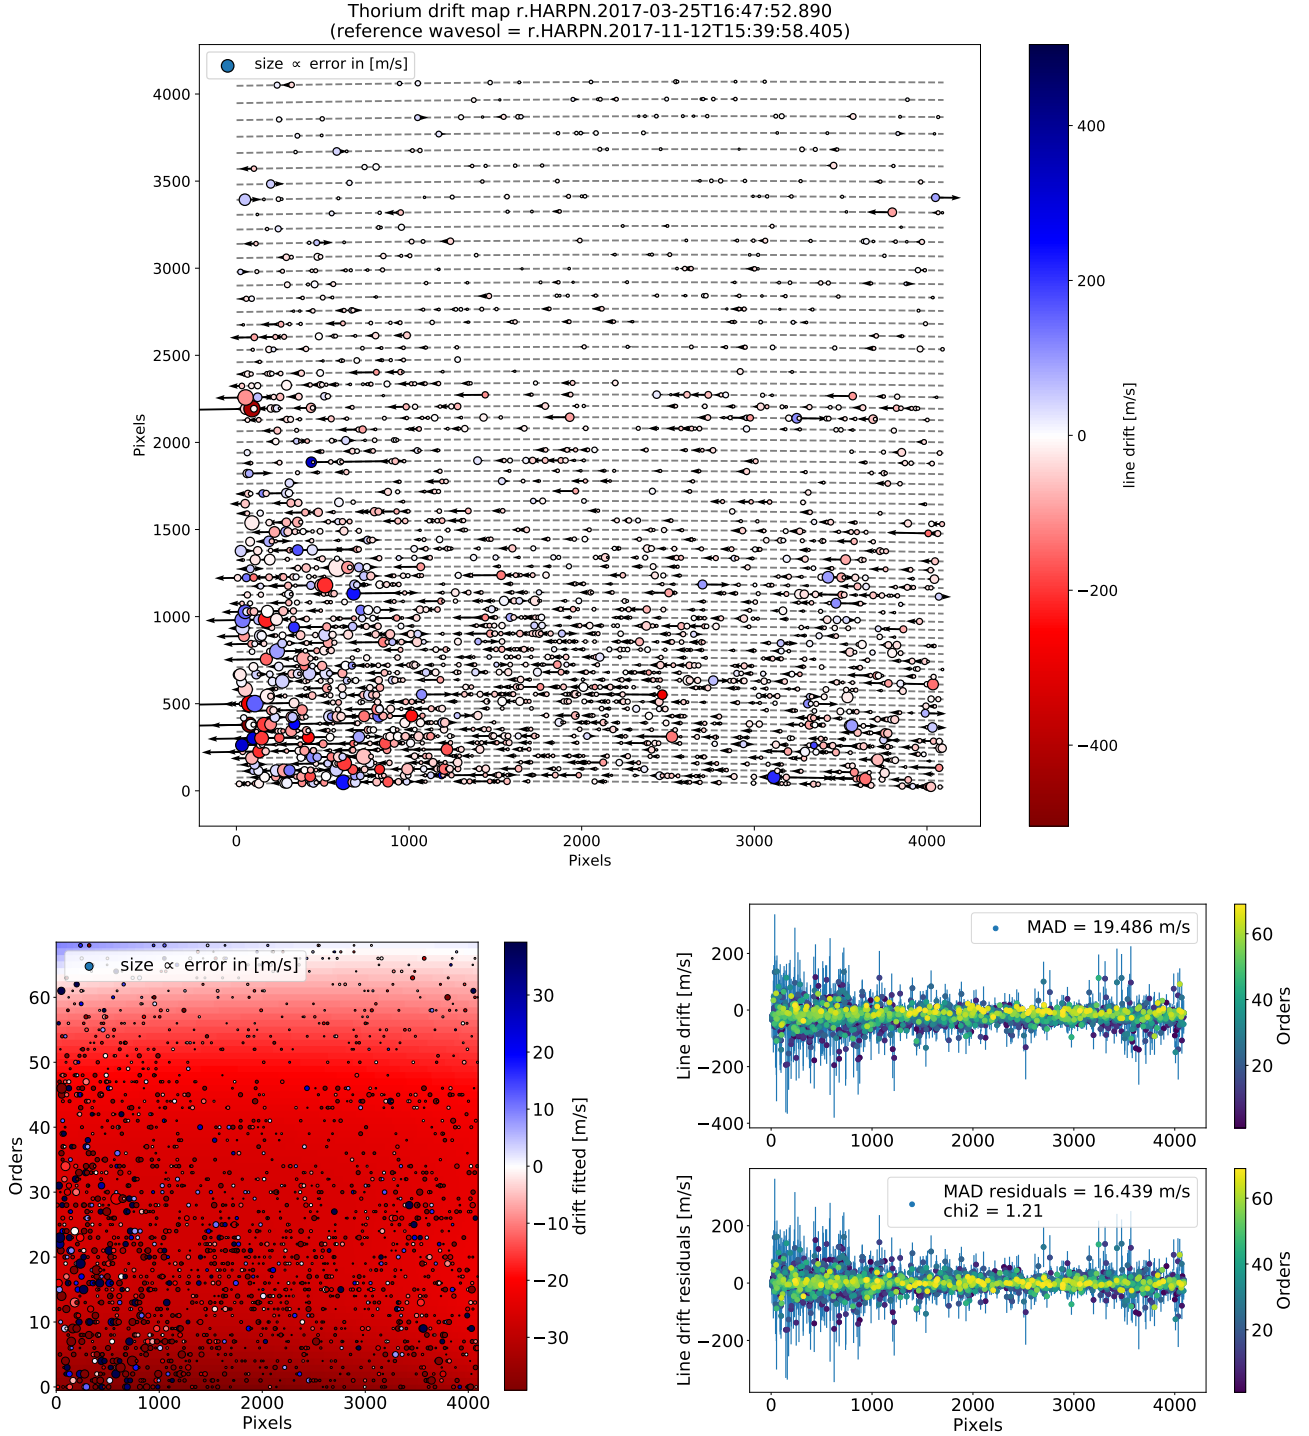 Thorium drift map r.HARPN.2017-03-25T16:47:52.890
(reference wavesol = r.HARPN.2017-11-12T15:39:58.405)
size ∝ error in [m/s]
4000
3500
3000
2500
2000
1500
1000
500
0
Pixels
0 1000 2000 3000 4000
Pixels
400
200
0
−200
−400
line drift [m/s]
size ∝ error in [m/s]
60
50
40
30
20
10
0
Orders
0 1000 2000 3000 4000
Pixels
30
20
10
0
−10
−20
−30
drift fitted [m/s]
MAD = 19.486 m/s
200
0
−200
−400
Line drift [m/s]
0 1000 2000 3000 4000
60
40
20
Orders
MAD residuals = 16.439 m/s
chi2 = 1.21
200
0
−200
Line drift residuals [m/s]
0 1000 2000 3000 4000
Pixels
60
40
20
Orders